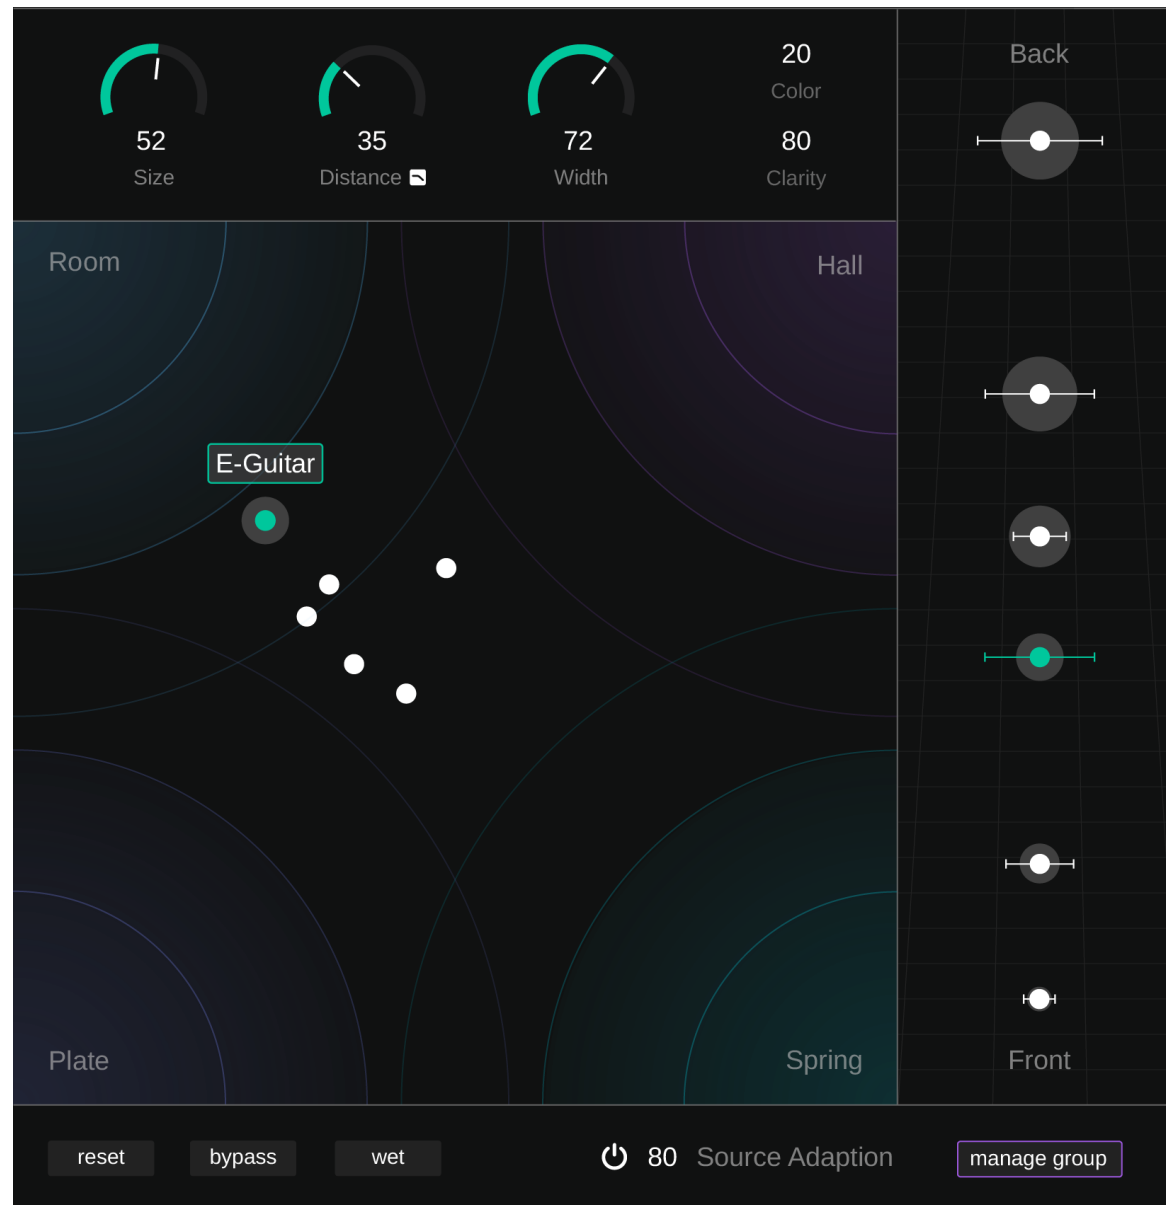 52
Size
35
Distance
72
Width
20
Color
80
Clarity
Back
Room
Hall
E-Guitar
Plate
Spring
Front
reset
bypass
wet
80 Source Adaption
manage group